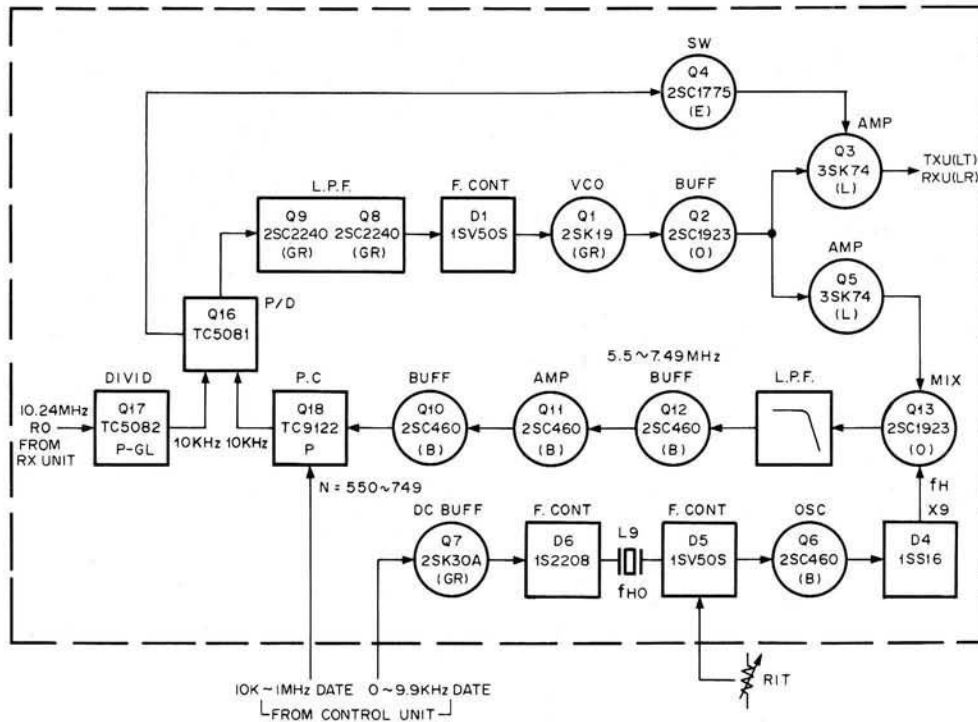 SW
Q4
2SC1775
(E)
AMP
Q3
3SK74
(L)
TXU(LT)
RXU(LR)
L.P.F.
Q9
2SC2240
(GR)
Q8
2SC2240
(GR)
F. CONT
D1
1SV50S
VCO
Q1
2SK19
(GR)
BUFF
Q2
2SC1923
(O)
AMP
Q5
3SK74
(L)
P/D
Q16
TC5081
DIVID
Q17
TC5082
P-GL
10.24MHz
RO
FROM
RX UNIT
10KHz
10KHz
P.C
Q18
TC9122
P
N = 550~749
BUFF
Q10
2SC460
(B)
AMP
Q11
2SC460
(B)
5.5~7.49MHz
BUFF
Q12
2SC460
(B)
L.P.F.
MIX
Q13
2SC1923
(O)
fH
X9
DC BUFF
Q7
2SK30A
(GR)
F. CONT
D6
1S2208
L9
fHO
F. CONT
D5
1SV50S
OSC
Q6
2SC460
(B)
D4
1SS16
RIT
10K~1MHz DATE
0~9.9KHz DATE
FROM CONTROL UNIT